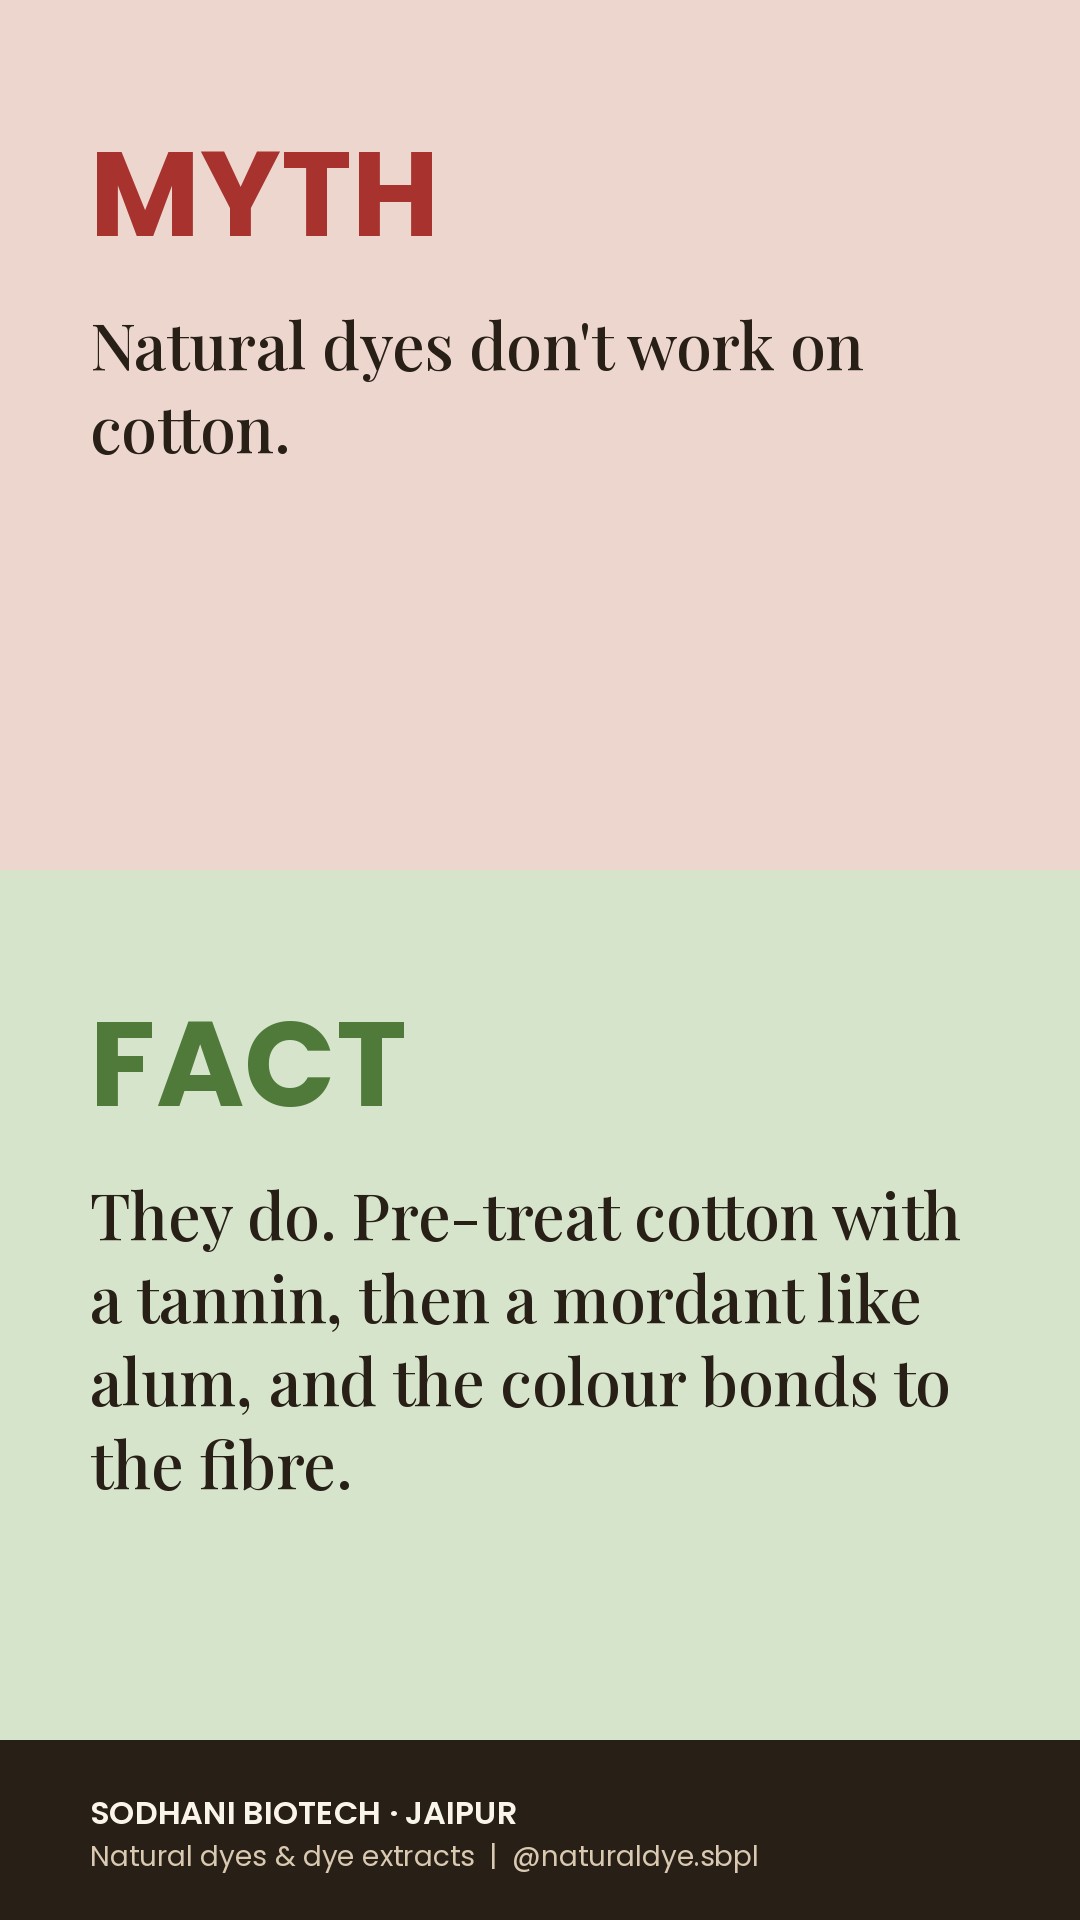 MYTH
Natural dyes don't work on
cotton.
FACT
They do. Pre-treat cotton with
a tannin, then a mordant like
alum, and the colour bonds to
the fibre.
SODHANI BIOTECH · JAIPUR
Natural dyes & dye extracts | @naturaldye.sbpl